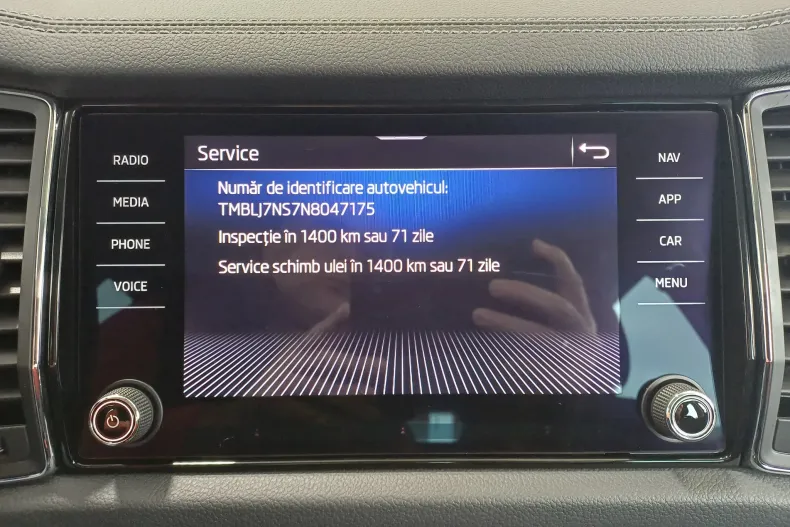 Service
RADIO
MEDIA
PHONE
VOICE
Număr de identificare autovehicul:
TMBLJ7NS7N8047175
Inspecție în 1400 km sau 71 zile
Service schimb ulei în 1400 km sau 71 zile
NAV
APP
CAR
MENU